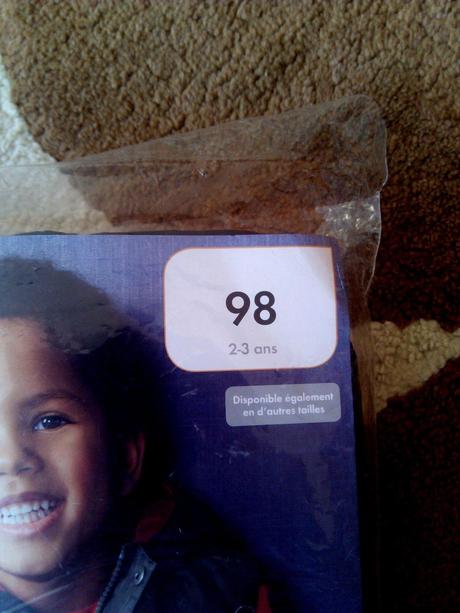 98
2-3 ans
Disponible également
en d'autres tailles